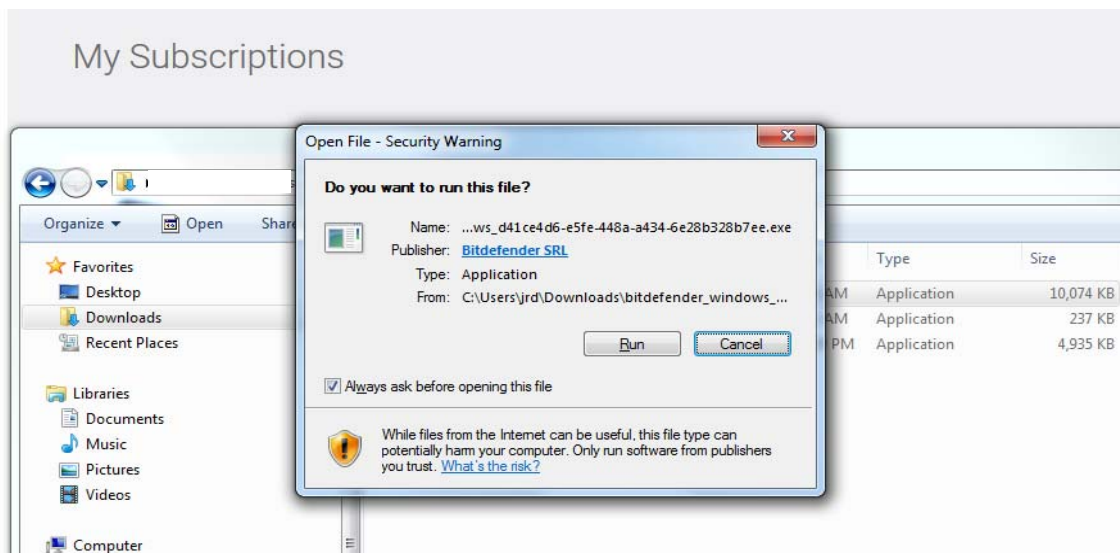 My Subscriptions
Open File - Security Warning
Do you want to run this file?
Name: ...ws_d41ce4d6-e5fe-448a-a434-6e28b328b7ee.exe
Publisher: Bitdefender SRL
Type: Application
From: C:\Users\jrd\Downloads\bitdefender_windows_...
Run Cancel
Always ask before opening this file
While files from the Internet can be useful, this file type can
potentially harm your computer. Only run software from publishers
you trust. What's the risk?
Organize Open Share
Favorites
Desktop
Downloads
Recent Places
Libraries
Documents
Music
Pictures
Videos
Computer
Type Size
AM Application 10,074 KB
AM Application 237 KB
PM Application 4,935 KB